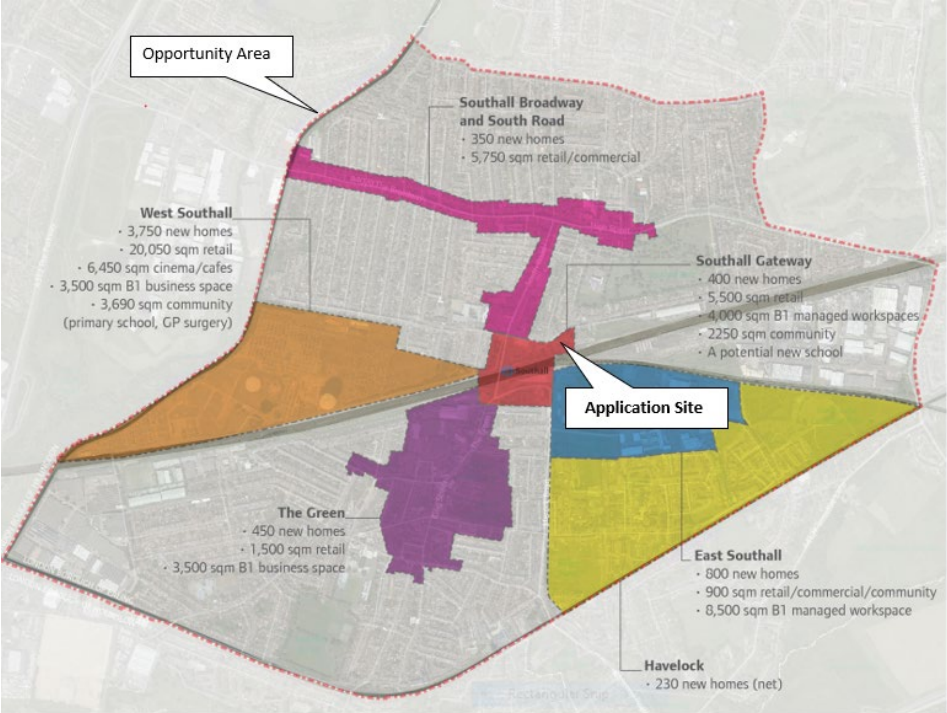 Opportunity Area
Southall Broadway
and South Road
· 350 new homes
· 5,750 sqm retail/commercial
West Southall
· 3,750 new homes
· 20,050 sqm retail
· 6,450 sqm cinema/cafes
· 3,500 sqm B1 business space
· 3,690 sqm community
(primary school, GP surgery)
Southall Gateway
· 400 new homes
· 5,500 sqm retail
· 4,000 sqm B1 managed workspaces
· 2250 sqm community
· A potential new school
Southall
Application Site
The Green
· 450 new homes
· 1,500 sqm retail
· 3,500 sqm B1 business space
East Southall
· 800 new homes
· 900 sqm retail/commercial/community
· 8,500 sqm B1 managed workspace
Havelock
· 230 new homes (net)
Rectangular Snip